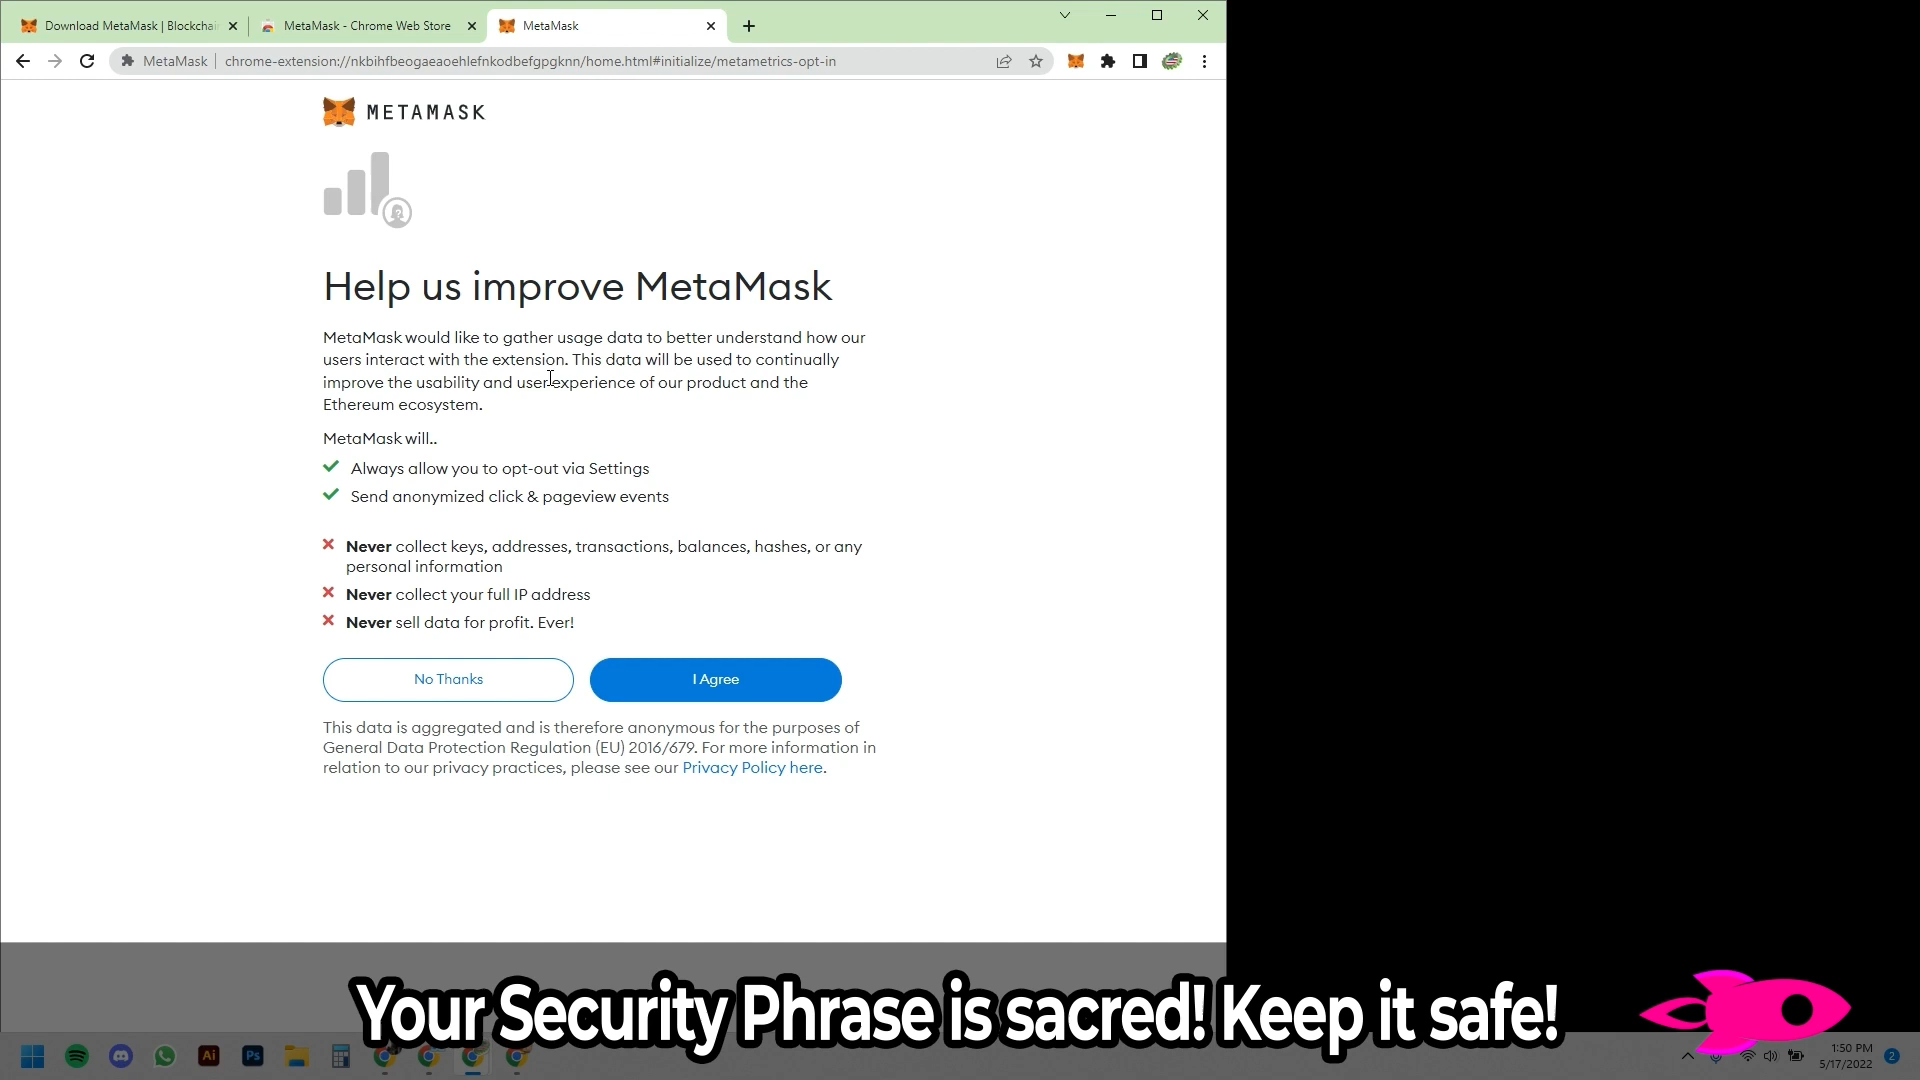 Download MetaMask | Blockchai
MetaMask - Chrome Web Store
MetaMask
MetaMask
chrome-extension://nkbihfbeogaeaoehlefnkodbefgpgknn/home.html#initialize/metametrics-opt-in
METAMASK
Help us improve MetaMask
MetaMask would like to gather usage data to better understand how our
users interact with the extension. This data will be used to continually
improve the usability and user experience of our product and the
Ethereum ecosystem.
MetaMask will..
Always allow you to opt-out via Settings
Send anonymized click & pageview events
Never collect keys, addresses, transactions, balances, hashes, or any
personal information
Never collect your full IP address
Never sell data for profit. Ever!
No Thanks
I Agree
This data is aggregated and is therefore anonymous for the purposes of
General Data Protection Regulation (EU) 2016/679. For more information in
relation to our privacy practices, please see our Privacy Policy here.
Your Security Phrase is sacred! Keep it safe!
Ai
Ps
1:50 PM
5/17/2022
2